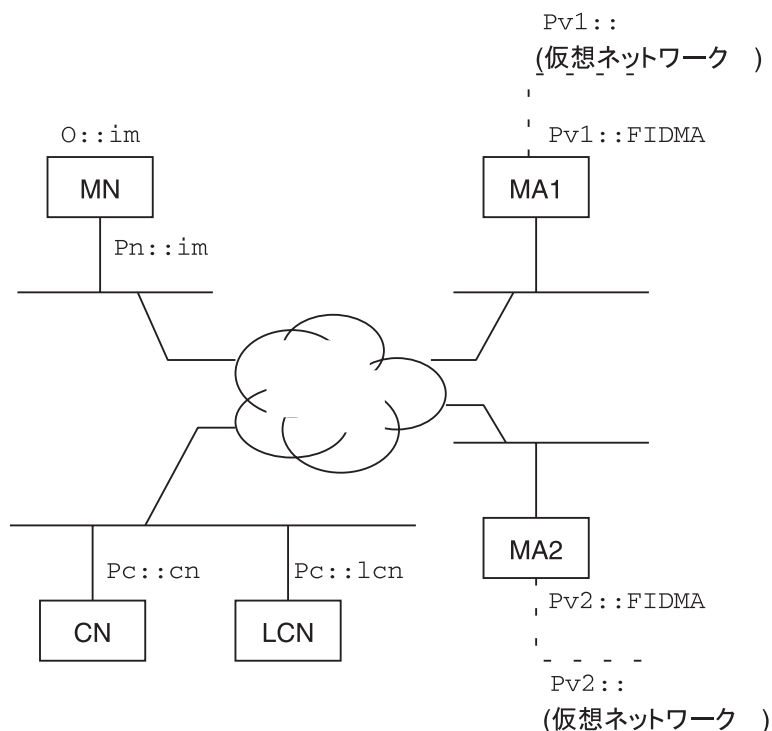 Pv1::
(仮想ネットワーク )
O::im
Pv1::FIDMA
MN
MA1
Pn::im
MA2
Pc::cn
Pc::lcn
Pv2::FIDMA
CN
LCN
Pv2::
(仮想ネットワーク )